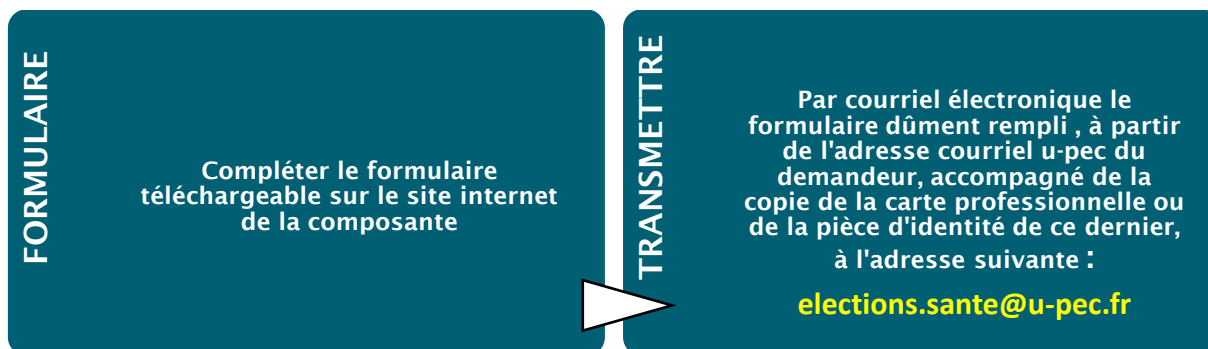 FORMULAIRE
Compléter le formulaire
téléchargeable sur le site internet
de la composante
TRANSMETTRE
Par courriel électronique le
formulaire dûment rempli , à partir
de l'adresse courriel u-pec du
demandeur, accompagné de la
copie de la carte professionnelle ou
de la pièce d'identité de ce dernier,
à l'adresse suivante :
elections.sante@u-pec.fr